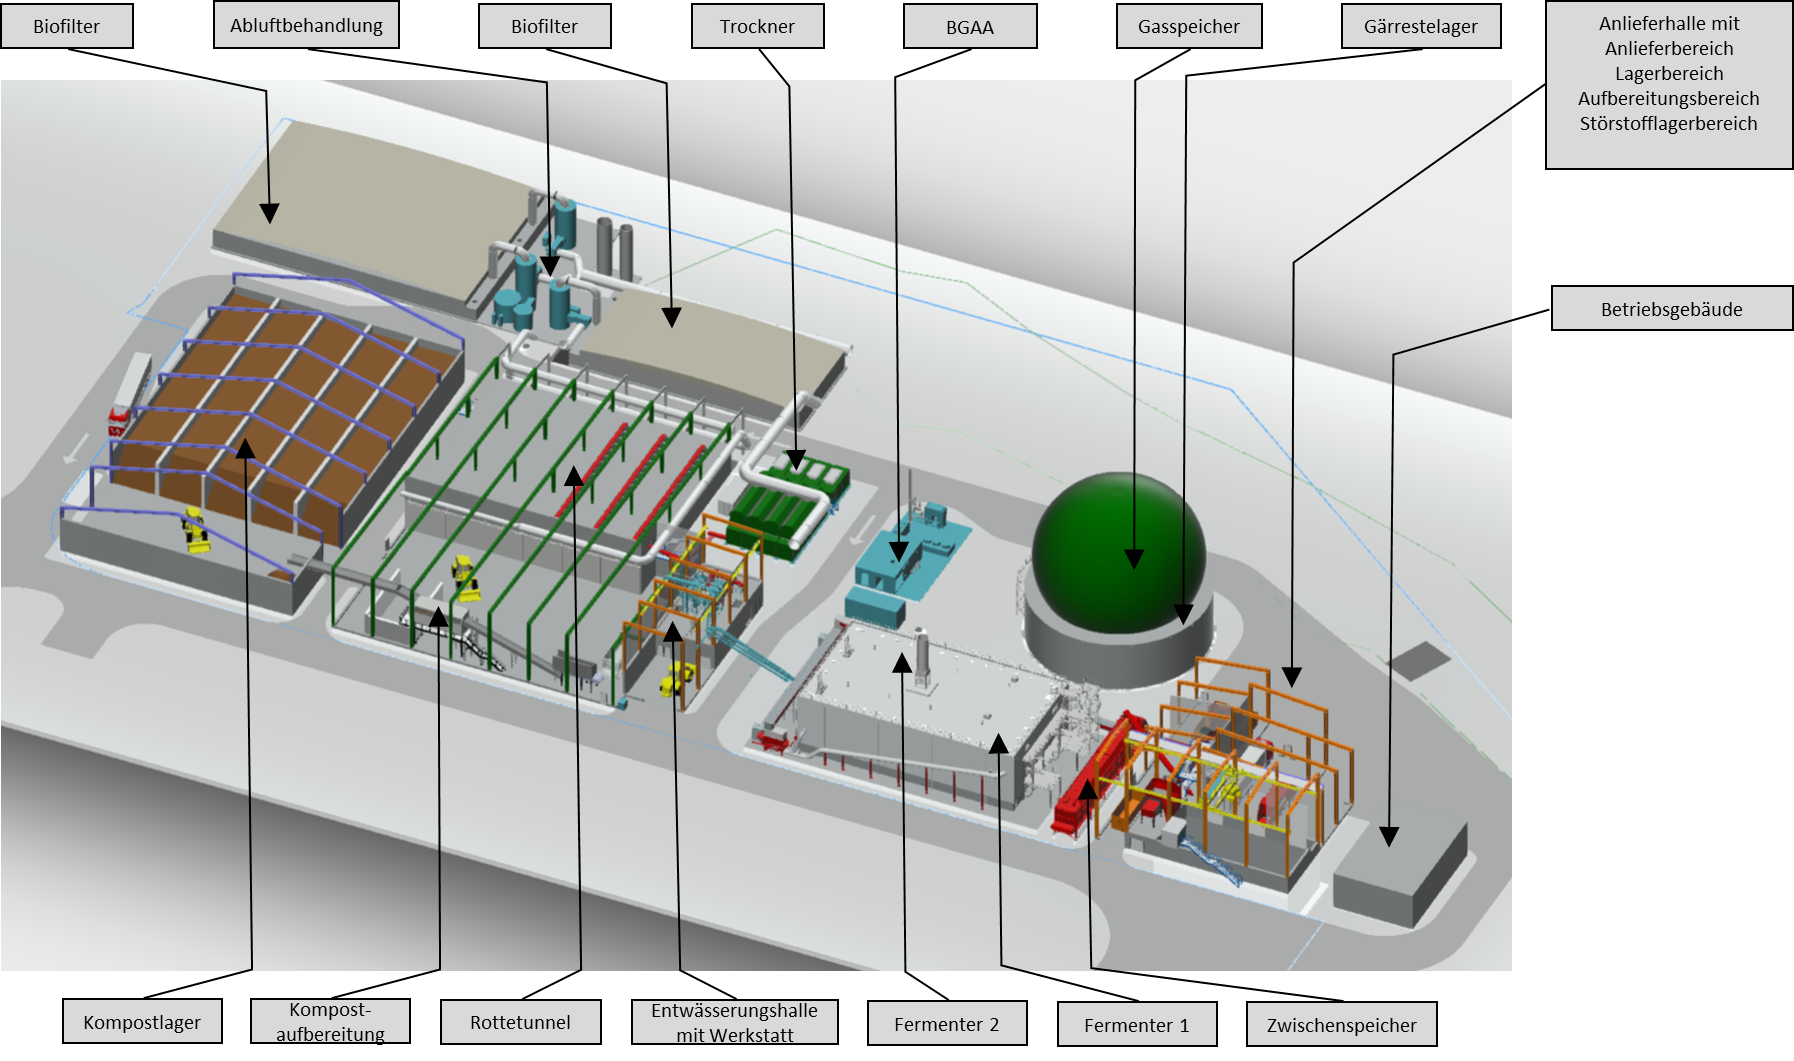 Biofilter
Abluftbehandlung
Biofilter
Trockner
BGAA
Gasspeicher
Gärrestelager
Anlieferhalle mit
Anlieferbereich
Lagerbereich
Aufbereitungsbereich
Störstofflagerbereich
Betriebsgebäude
Kompostlager
Kompost-
aufbereitung
Rottetunnel
Entwässerungshalle
mit Werkstatt
Fermenter 2
Fermenter 1
Zwischenspeicher